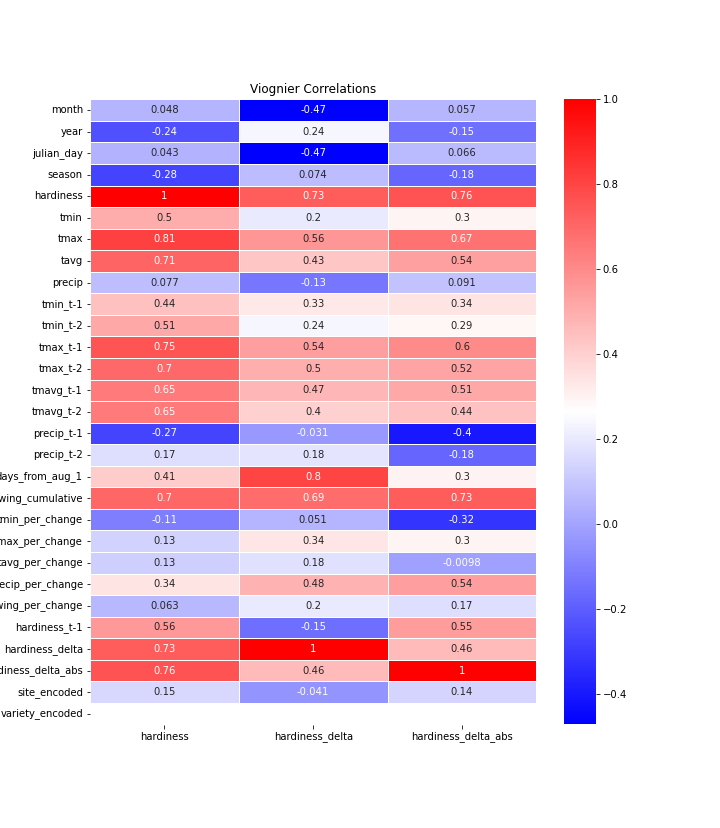 Viognier Correlations
month 0.048 -0.47 0.057
year -0.24 0.24 -0.15
julian_day 0.043 -0.47 0.066
season -0.28 0.074 -0.18
hardiness 1 0.73 0.76
tmin 0.5 0.2 0.3
tmax 0.81 0.56 0.67
tavg 0.71 0.43 0.54
precip 0.077 -0.13 0.091
tmin_t-1 0.44 0.33 0.34
tmin_t-2 0.51 0.24 0.29
tmax_t-1 0.75 0.54 0.6
tmax_t-2 0.7 0.5 0.52
tmavg_t-1 0.65 0.47 0.51
tmavg_t-2 0.65 0.4 0.44
precip_t-1 -0.27 -0.031 -0.4
precip_t-2 0.17 0.18 -0.18
days_from_aug_1 0.41 0.8 0.3
wing_cumulative 0.7 0.69 0.73
tmin_per_change -0.11 0.051 -0.32
max_per_change 0.13 0.34 0.3
tavg_per_change 0.13 0.18 -0.0098
ecip_per_change 0.34 0.48 0.54
wing_per_change 0.063 0.2 0.17
hardiness_t-1 0.56 -0.15 0.55
hardiness_delta 0.73 1 0.46
diness_delta_abs 0.76 0.46 1
site_encoded 0.15 -0.041 0.14
variety_encoded
hardiness hardiness_delta hardiness_delta_abs
1.0
0.8
0.6
0.4
0.2
0.0
−0.2
−0.4